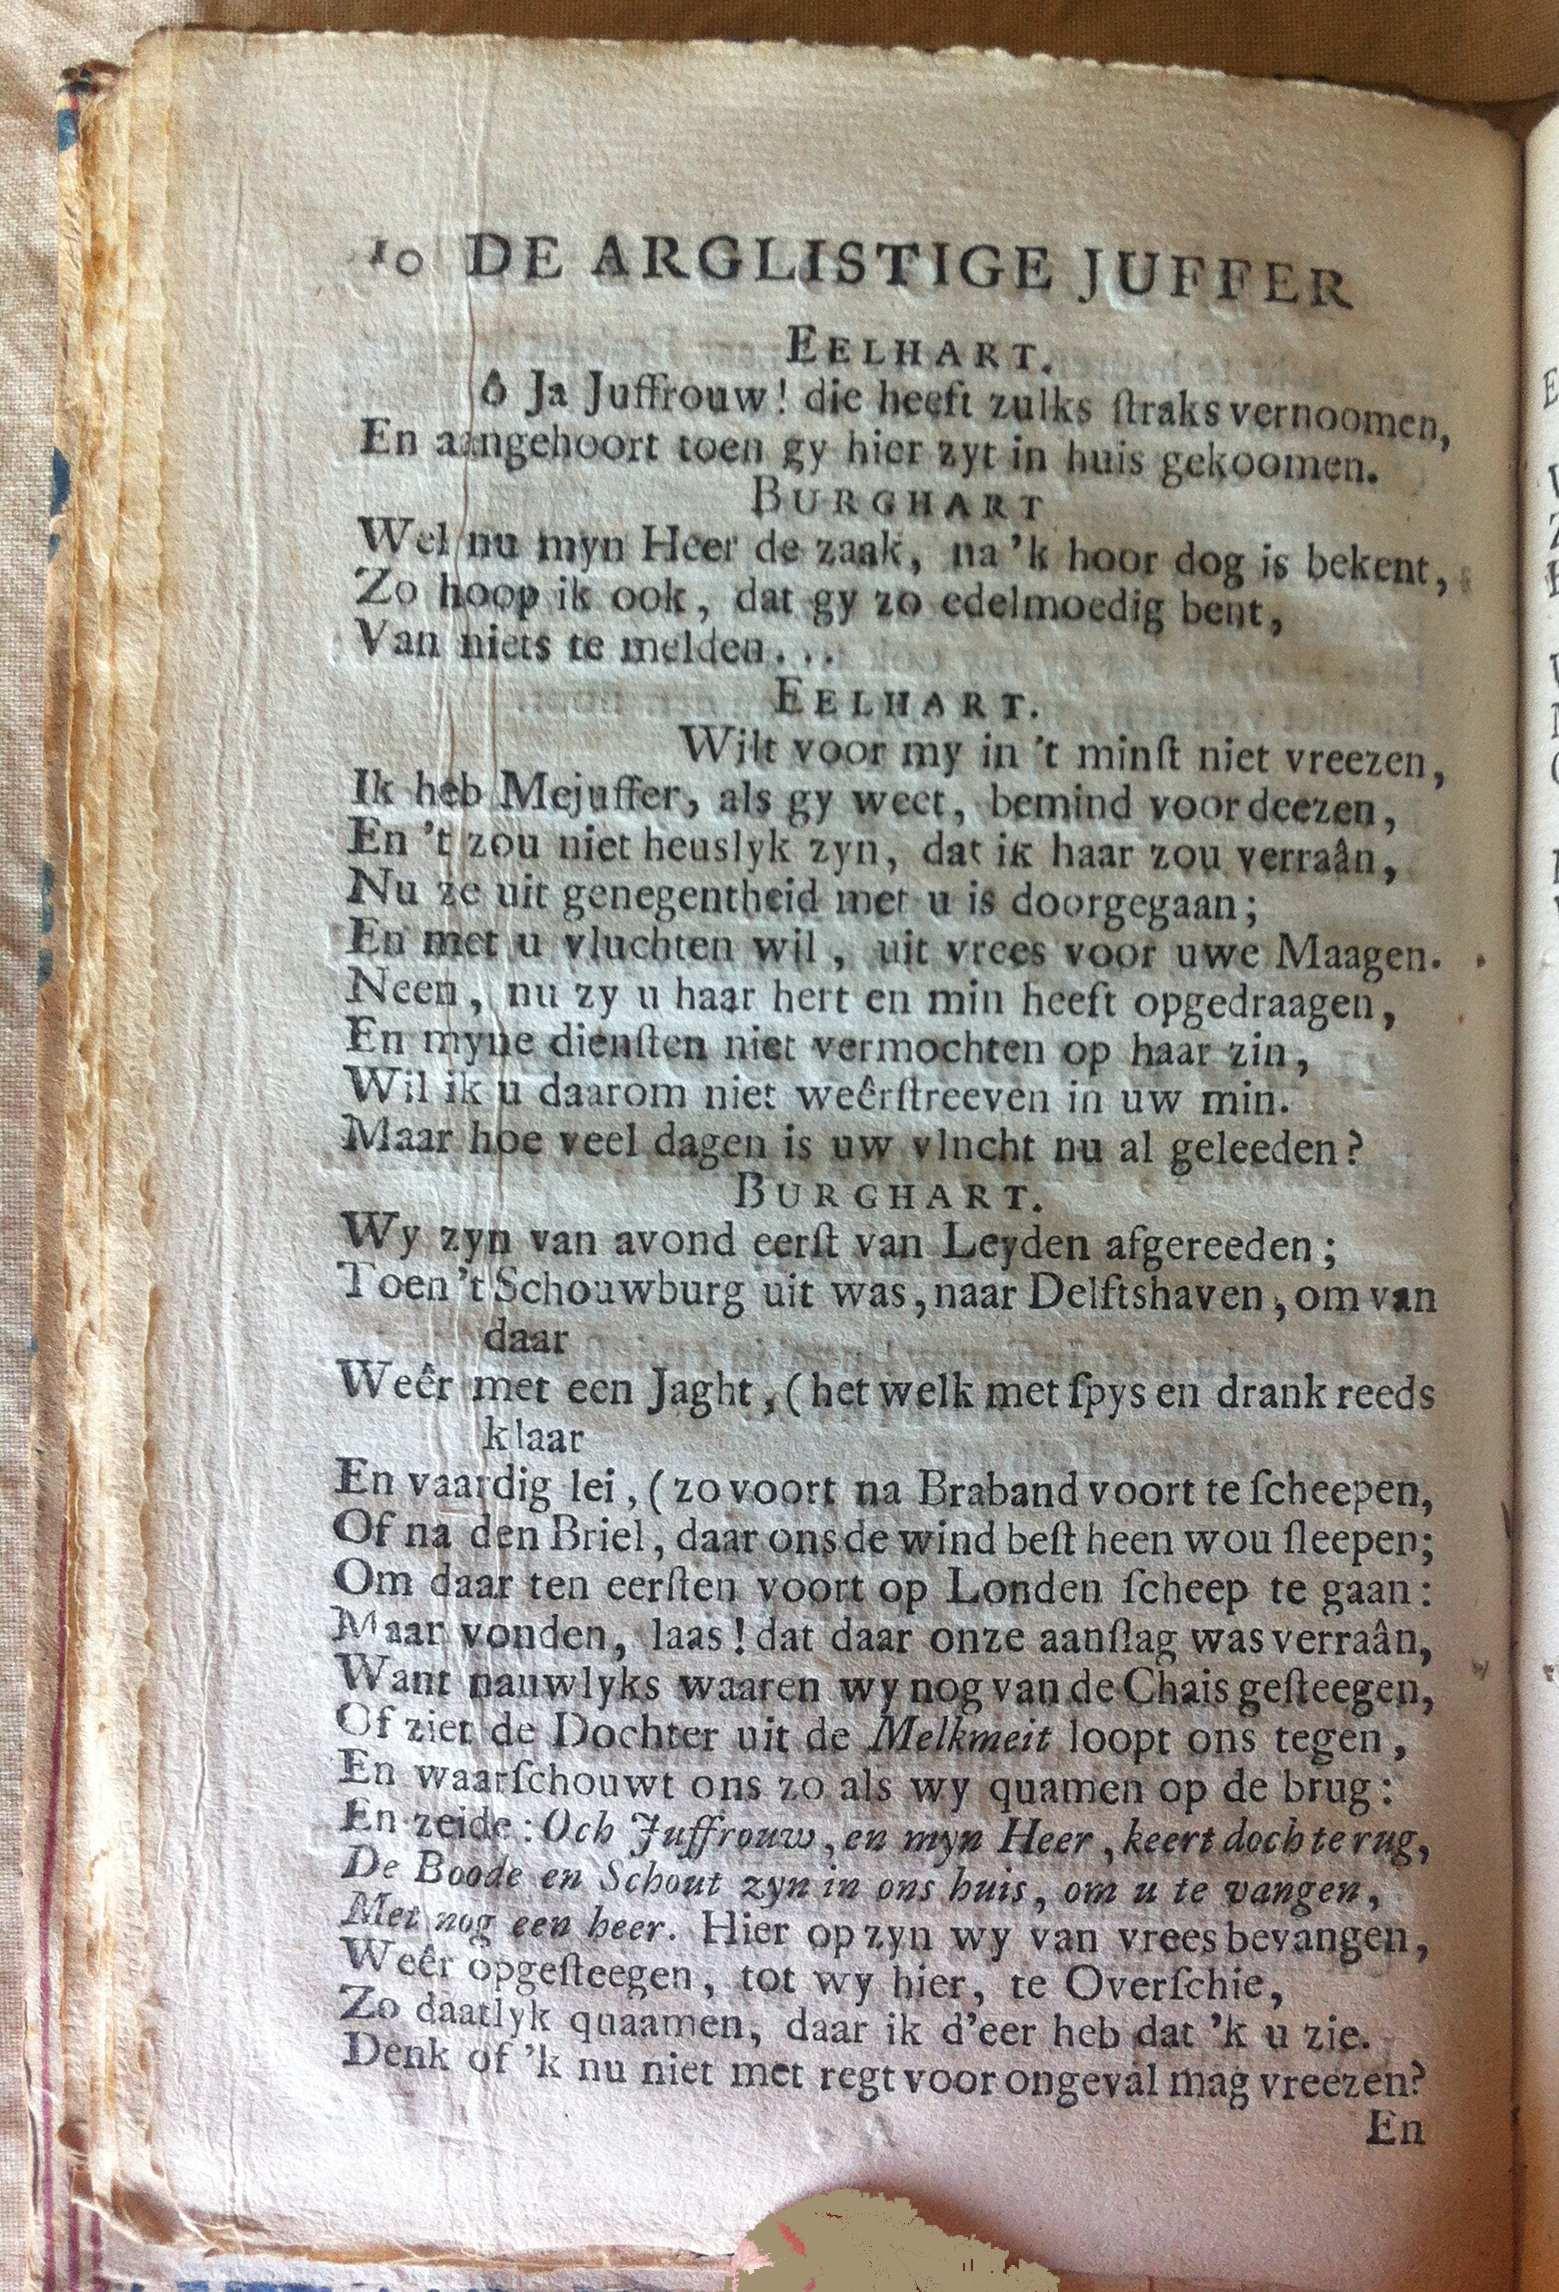 10 DE ARGLISTIGE JUFFER
EELHART.
ô Ja Juffrouw! die heeft zulks ſtraks vernoomen,
En aangehoort toen gy hier zyt in huis gekoomen.
BURGHART
Wel nu myn Heer de zaak, na 'k hoor dog is bekent,
Zo hoop ik ook, dat gy zo edelmoedig bent,
Van niets te melden...
EELHART.
Wilt voor my in 't minſt niet vreezen,
Ik heb Mejuffer, als gy weet, bemind voor deezen,
En 't zou niet heuslyk zyn, dat ik haar zou verraân,
Nu ze uit genegentheid met u is doorgegaan;
En met u vluchten wil, uit vrees voor uwe Maagen.
Neen, nu zy u haar hert en min heeft opgedraagen,
En myne dienſten niet vermochten op haar zin,
Wil ik u daarom niet weêrſtreeven in uw min.
Maar hoe veel dagen is uw vlncht nu al geleeden?
BURGHART.
Wy zyn van avond eerſt van Leyden afgereeden;
Toen 't Schouwburg uit was, naar Delftshaven, om van
daar
Weêr met een Jaght, (het welk met ſpys en drank reeds
klaar
En vaardig lei, (zo voort na Braband voort te ſcheepen,
Of na den Briel, daar ons de wind beſt heen wou ſleepen;
Om daar ten eerſten voort op Londen ſcheep te gaan:
Maar vonden, laas! dat daar onze aanſlag was verraân,
Want nauwlyks waaren wy nog van de Chais geſteegen,
Of ziet de Dochter uit de Melkmeit loopt ons tegen,
En waarſchouwt ons zo als wy quamen op de brug:
En zeide: Och Juffrouw, en myn Heer, keert doch te rug,
De Boode en Schout zyn in ons huis, om u te vangen,
Met nog een heer. Hier op zyn wy van vrees bevangen,
Weêr opgeſteegen, tot wy hier, te Overſchie,
Zo daatlyk quaamen, daar ik d'eer heb dat 'k u zie.
Denk of 'k nu niet met regt voor ongeval mag vreezen?
En